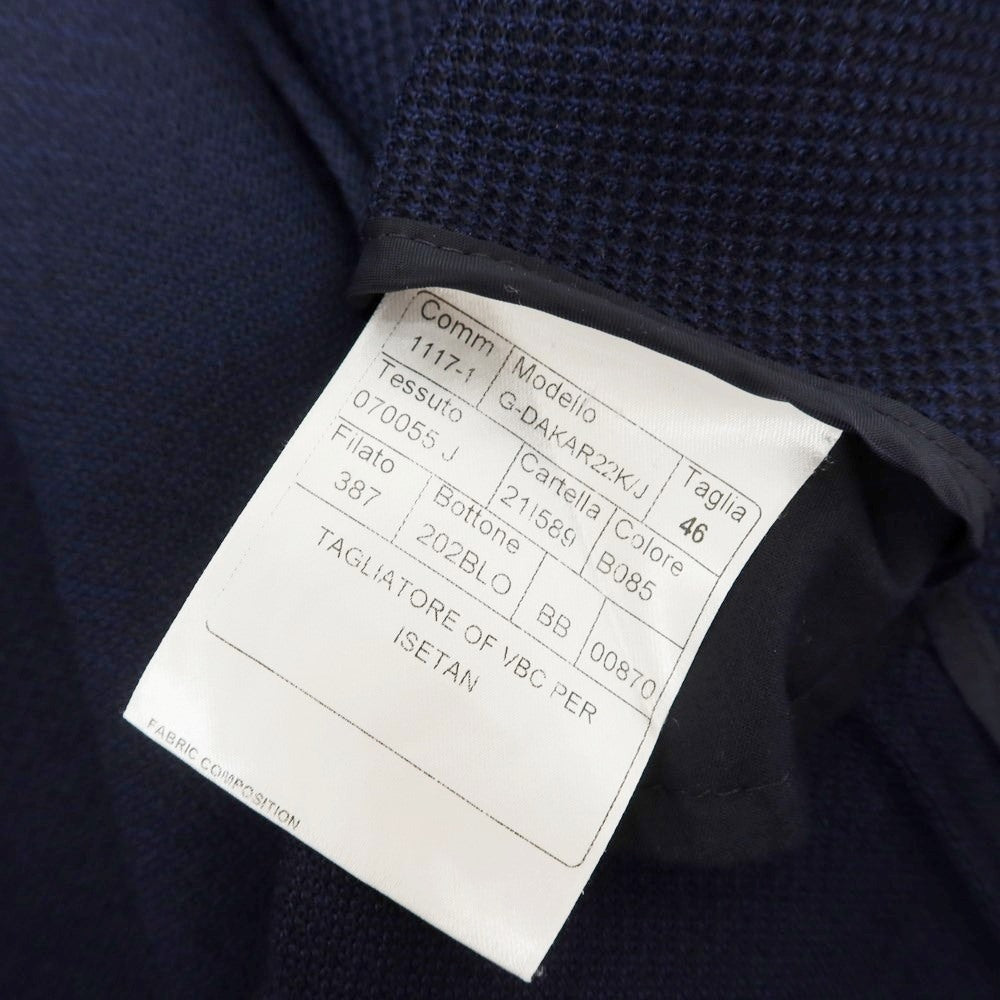 Comm Modello Taglia
1117-1 G-DAKAR22K/J 46
Tessuto Cartella Colore
070055 J 21I589 B085
Filato Bottone
387 202BLO BB 00870
TAGLIATORE OF VBC PER
ISETAN
FABRIC COMPOSITION